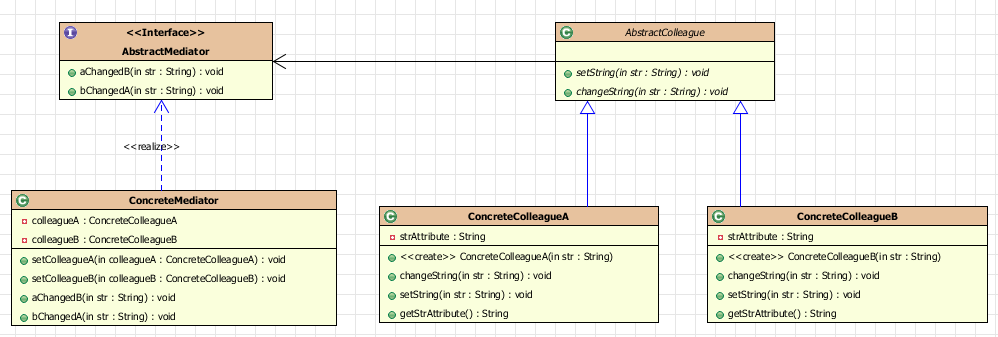 <<Interface>>
AbstractMediator
aChangedB(in str : String) : void
bChangedA(in str : String) : void
AbstractColleague
setString(in str : String) : void
changeString(in str : String) : void
<<realize>>
ConcreteMediator
colleagueA : ConcreteColleagueA
colleagueB : ConcreteColleagueB
setColleagueA(in colleagueA : ConcreteColleagueA) : void
setColleagueB(in colleagueB : ConcreteColleagueB) : void
aChangedB(in str : String) : void
bChangedA(in str : String) : void
ConcreteColleagueA
strAttribute : String
<<create>> ConcreteColleagueA(in str : String)
changeString(in str : String) : void
setString(in str : String) : void
getStrAttribute() : String
ConcreteColleagueB
strAttribute : String
<<create>> ConcreteColleagueB(in str : String)
changeString(in str : String) : void
setString(in str : String) : void
getStrAttribute() : String